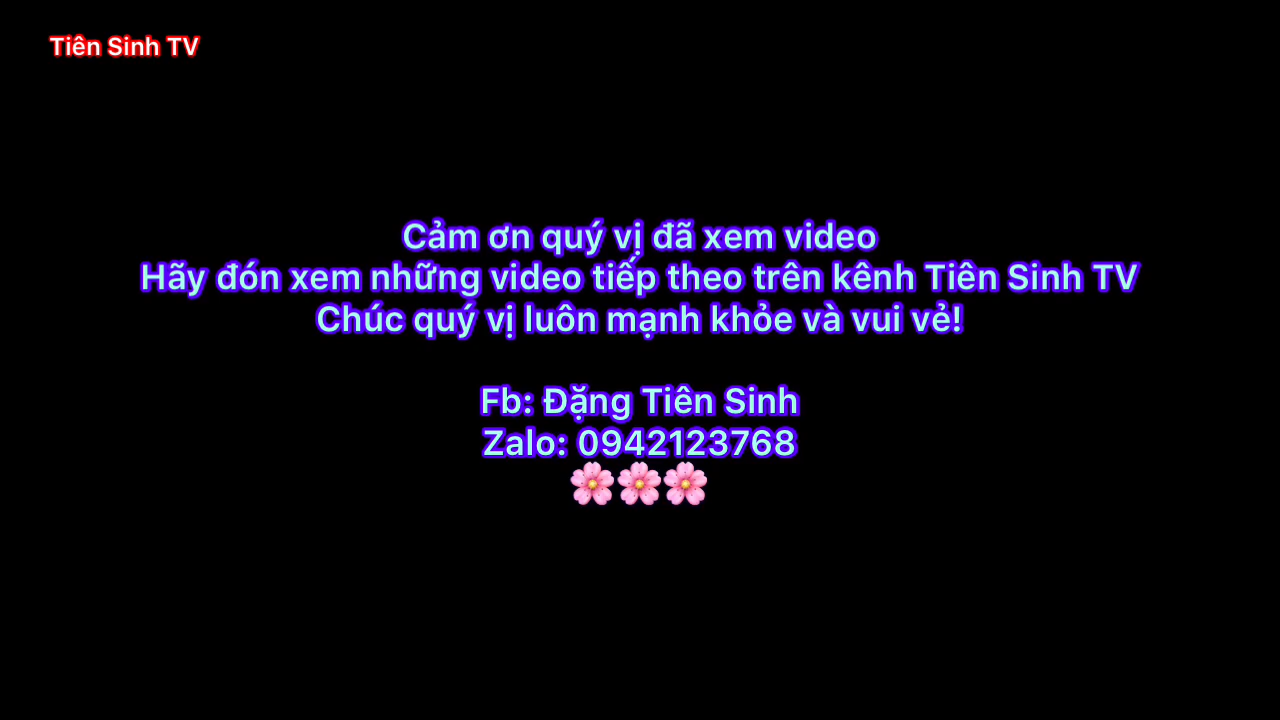 Tiên Sinh TV
Cảm ơn quý vị đã xem video
Hãy đón xem những video tiếp theo trên kênh Tiên Sinh TV
Chúc quý vị luôn mạnh khỏe và vui vẻ!
Fb: Đặng Tiên Sinh
Zalo: 0942123768
🌸🌸🌸